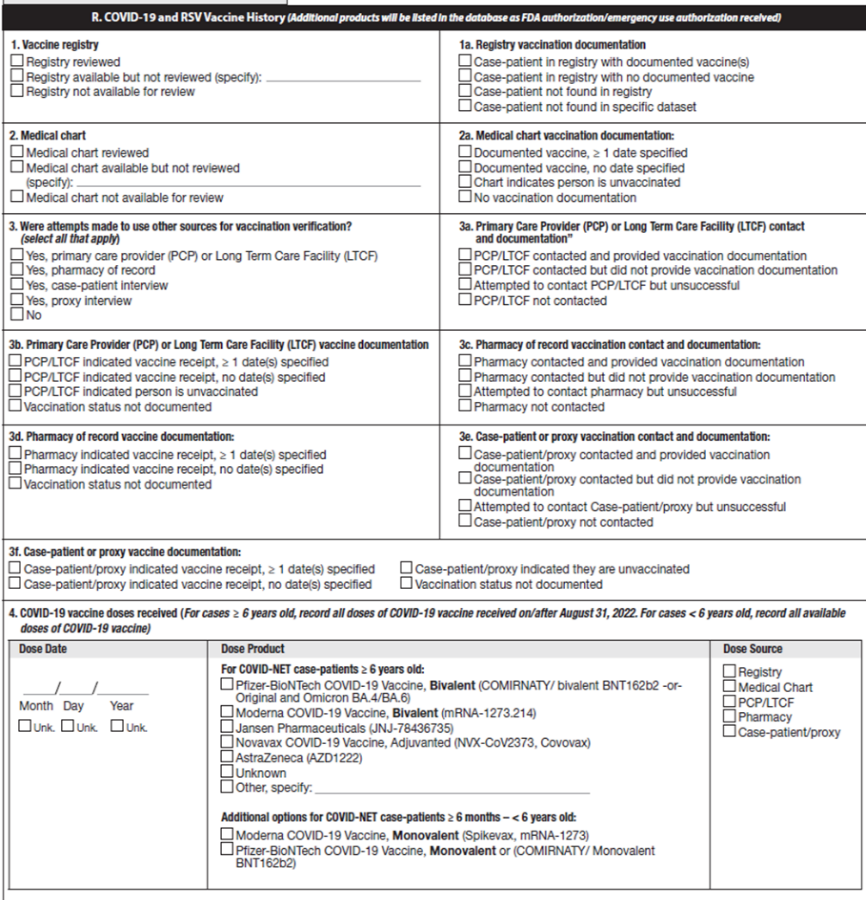 R. COVID-19 and RSV Vaccine History (Additional products will be listed in the database as FDA authorization/emergency use authorization received)
1. Vaccine registry
Registry reviewed
Registry available but not reviewed (specify):
Registry not available for review
1a. Registry vaccination documentation
Case-patient in registry with documented vaccine(s)
Case-patient in registry with no documented vaccine
Case-patient not found in registry
Case-patient not found in specific dataset
2. Medical chart
Medical chart reviewed
Medical chart available but not reviewed
(specify):
Medical chart not available for review
2a. Medical chart vaccination documentation:
Documented vaccine, ≥ 1 date specified
Documented vaccine, no date specified
Chart indicates person is unvaccinated
No vaccination documentation
3. Were attempts made to use other sources for vaccination verification?
(select all that apply)
Yes, primary care provider (PCP) or Long Term Care Facility (LTCF)
Yes, pharmacy of record
Yes, case-patient interview
Yes, proxy interview
No
3a. Primary Care Provider (PCP) or Long Term Care Facility (LTCF) contact
and documentation"
PCP/LTCF contacted and provided vaccination documentation
PCP/LTCF contacted but did not provide vaccination documentation
Attempted to contact PCP/LTCF but unsuccessful
PCP/LTCF not contacted
3b. Primary Care Provider (PCP) or Long Term Care Facility (LTCF) vaccine documentation
PCP/LTCF indicated vaccine receipt, ≥ 1 date(s) specified
PCP/LTCF indicated vaccine receipt, no date(s) specified
PCP/LTCF indicated person is unvaccinated
Vaccination status not documented
3c. Pharmacy of record vaccination contact and documentation:
Pharmacy contacted and provided vaccination documentation
Pharmacy contacted but did not provide vaccination documentation
Attempted to contact pharmacy but unsuccessful
Pharmacy not contacted
3d. Pharmacy of record vaccine documentation:
Pharmacy indicated vaccine receipt, ≥ 1 date(s) specified
Pharmacy indicated vaccine receipt, no date(s) specified
Vaccination status not documented
3e. Case-patient or proxy vaccination contact and documentation:
Case-patient/proxy contacted and provided vaccination
documentation
Case-patient/proxy contacted but did not provide vaccination
documentation
Attempted to contact Case-patient/proxy but unsuccessful
Case-patient/proxy not contacted
3f. Case-patient or proxy vaccine documentation:
Case-patient/proxy indicated vaccine receipt, ≥ 1 date(s) specified
Case-patient/proxy indicated vaccine receipt, no date(s) specified
Case-patient/proxy indicated they are unvaccinated
Vaccination status not documented
4. COVID-19 vaccine doses received (For cases ≥ 6 years old, record all doses of COVID-19 vaccine received on/after August 31, 2022. For cases < 6 years old, record all available
doses of COVID-19 vaccine)
Dose Date
___/___/______
Month Day Year
Unk. Unk. Unk.
Dose Product
For COVID-NET case-patients ≥ 6 years old:
Pfizer-BioNTech COVID-19 Vaccine, Bivalent (COMIRNATY/ bivalent BNT162b2 -or-
Original and Omicron BA.4/BA.6)
Moderna COVID-19 Vaccine, Bivalent (mRNA-1273.214)
Jansen Pharmaceuticals (JNJ-78436735)
Novavax COVID-19 Vaccine, Adjuvanted (NVX-CoV2373, Covovax)
AstraZeneca (AZD1222)
Unknown
Other, specify:
Additional options for COVID-NET case-patients ≥ 6 months – < 6 years old:
Moderna COVID-19 Vaccine, Monovalent (Spikevax, mRNA-1273)
Pfizer-BioNTech COVID-19 Vaccine, Monovalent or (COMIRNATY/ Monovalent
BNT162b2)
Dose Source
Registry
Medical Chart
PCP/LTCF
Pharmacy
Case-patient/proxy